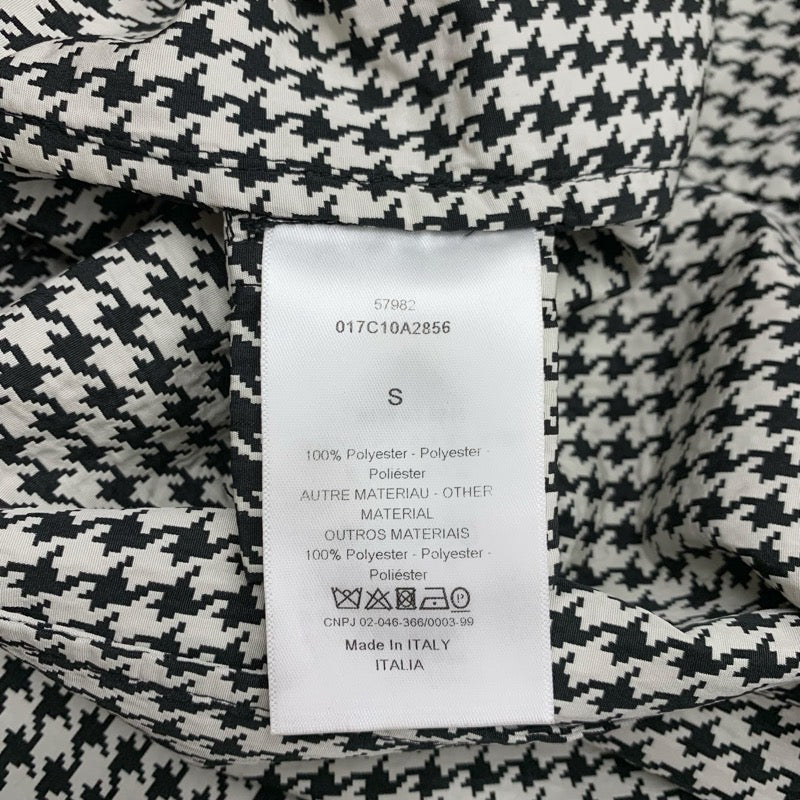 57982
017C10A2856
S
100% Polyester - Polyester -
Poliéster
AUTRE MATERIAU - OTHER
MATERIAL
OUTROS MATERIAIS
100% Polyester - Polyester -
Poliéster
CNPJ 02-046-366/0003-99
Made In ITALY
ITALIA